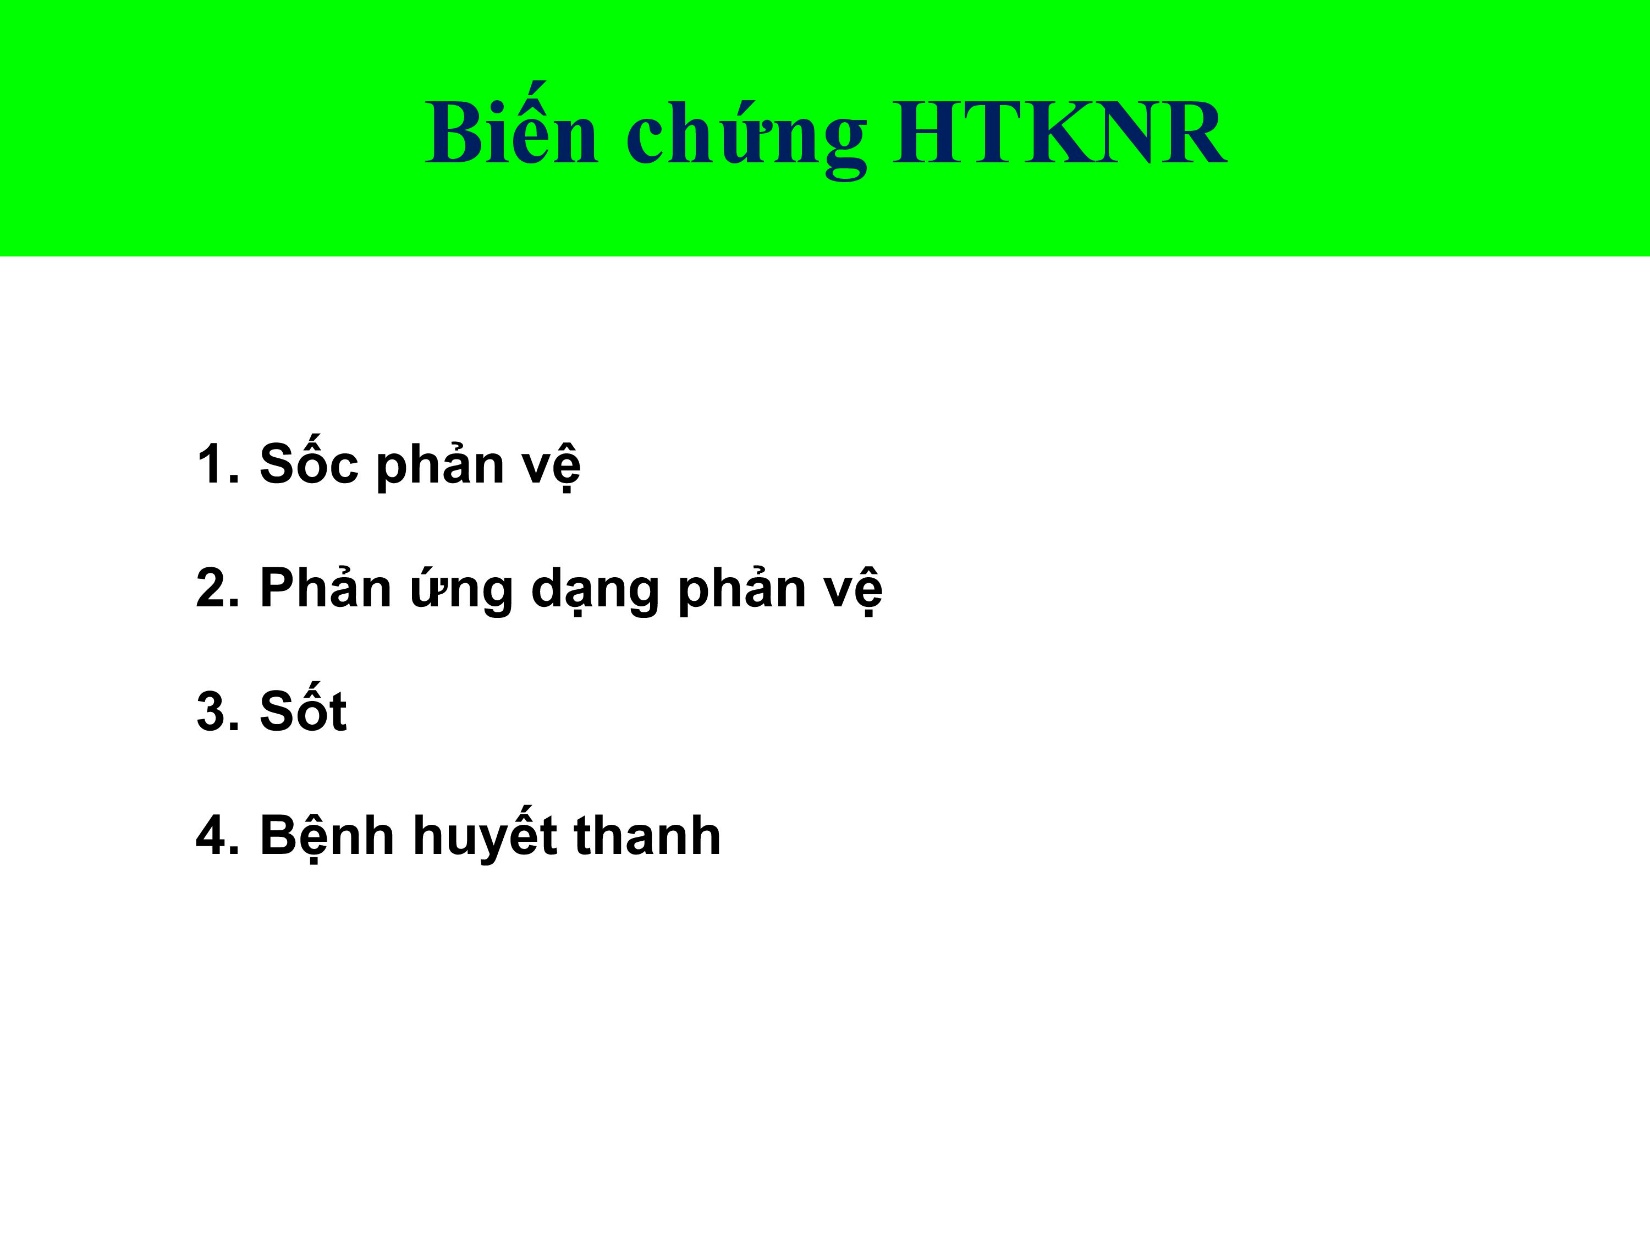 Biến chứng HTKNR
1. Sốc phản vệ
2. Phản ứng dạng phản vệ
3. Sốt
4. Bệnh huyết thanh